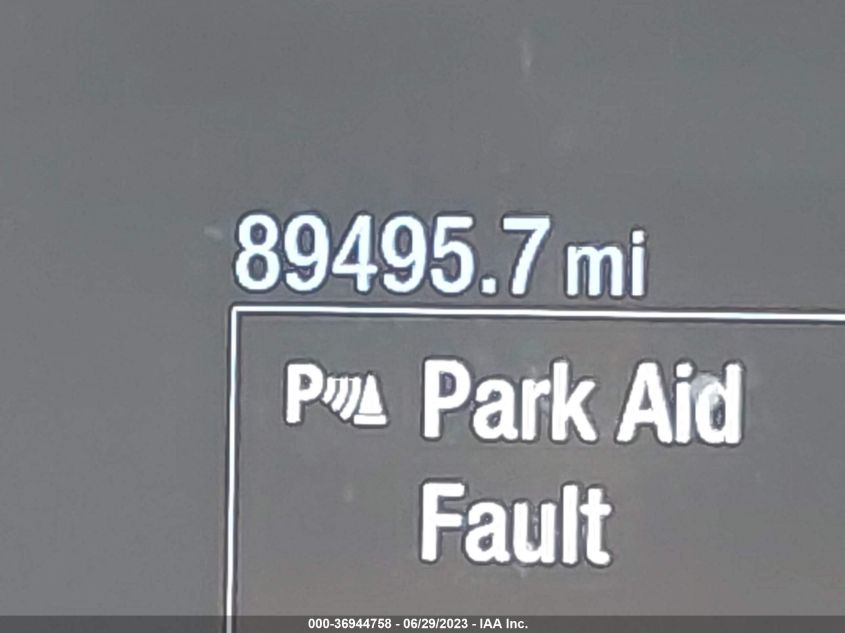 89495.7 mi
P Park Aid
Fault
000-36944758 - 06/29/2023 - IAA Inc.